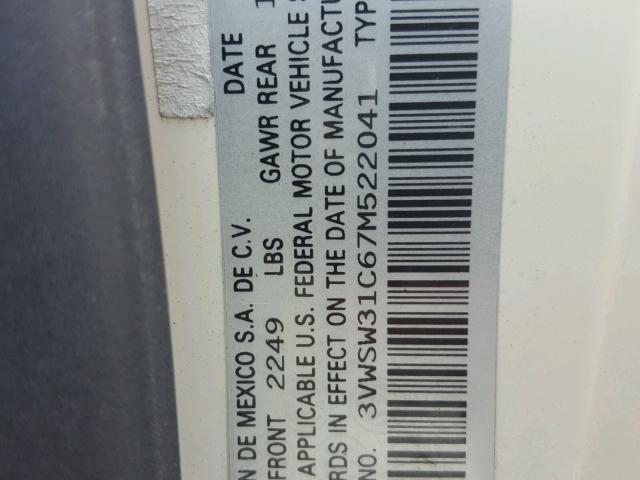 N DE MEXICO S.A. DE C.V. DATE
FRONT 2249 LBS GAWR REAR
APPLICABLE U.S. FEDERAL MOTOR VEHICLE
RDS IN EFFECT ON THE DATE OF MANUFACTU
NO. 3VWSW31C67M522041 TYP